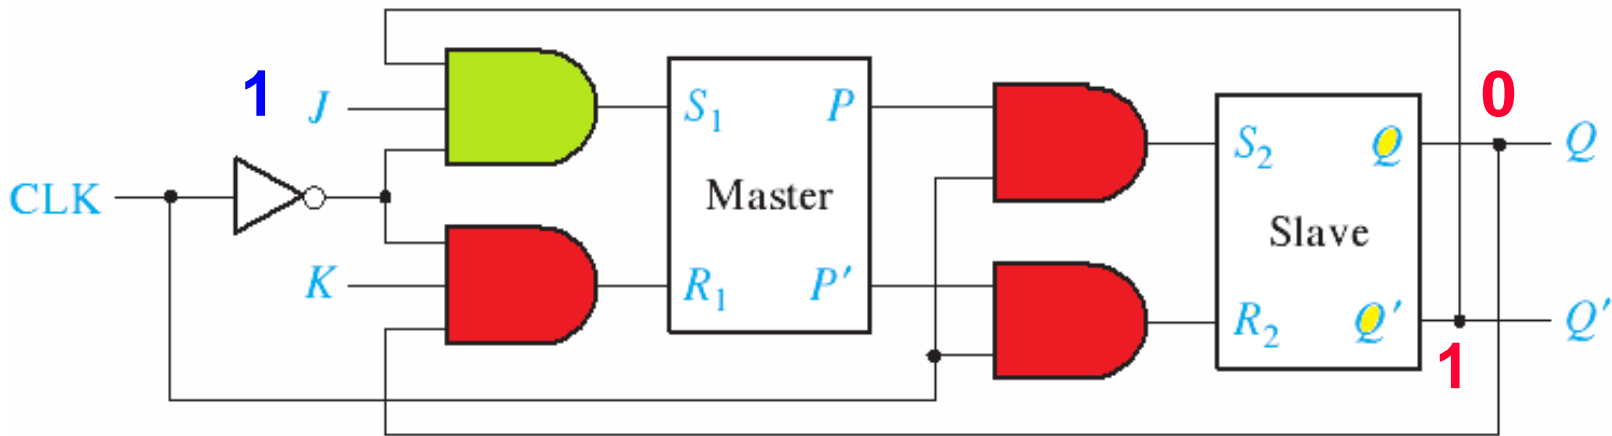 1
J
CLK
K
S1
P
Master
R1
P′
S2
Q
Slave
R2
Q′
0
Q
1
Q′